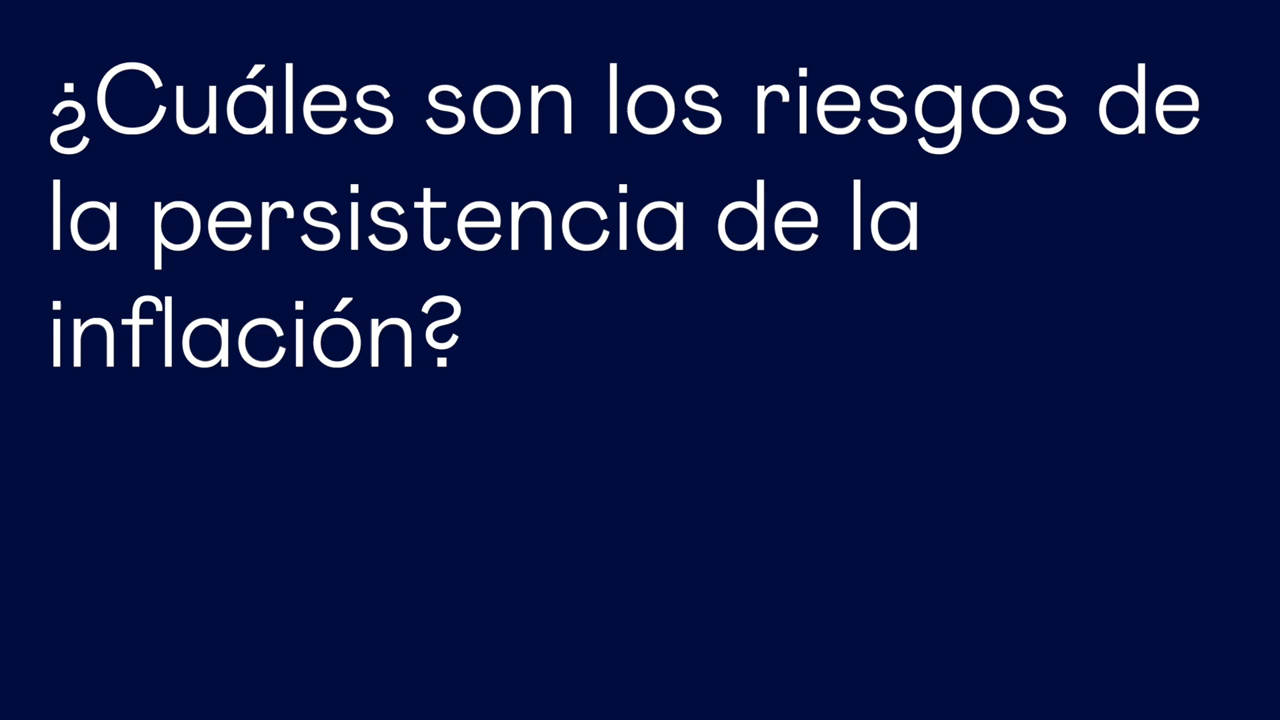 ¿Cuáles son los riesgos de
la persistencia de la
inflación?